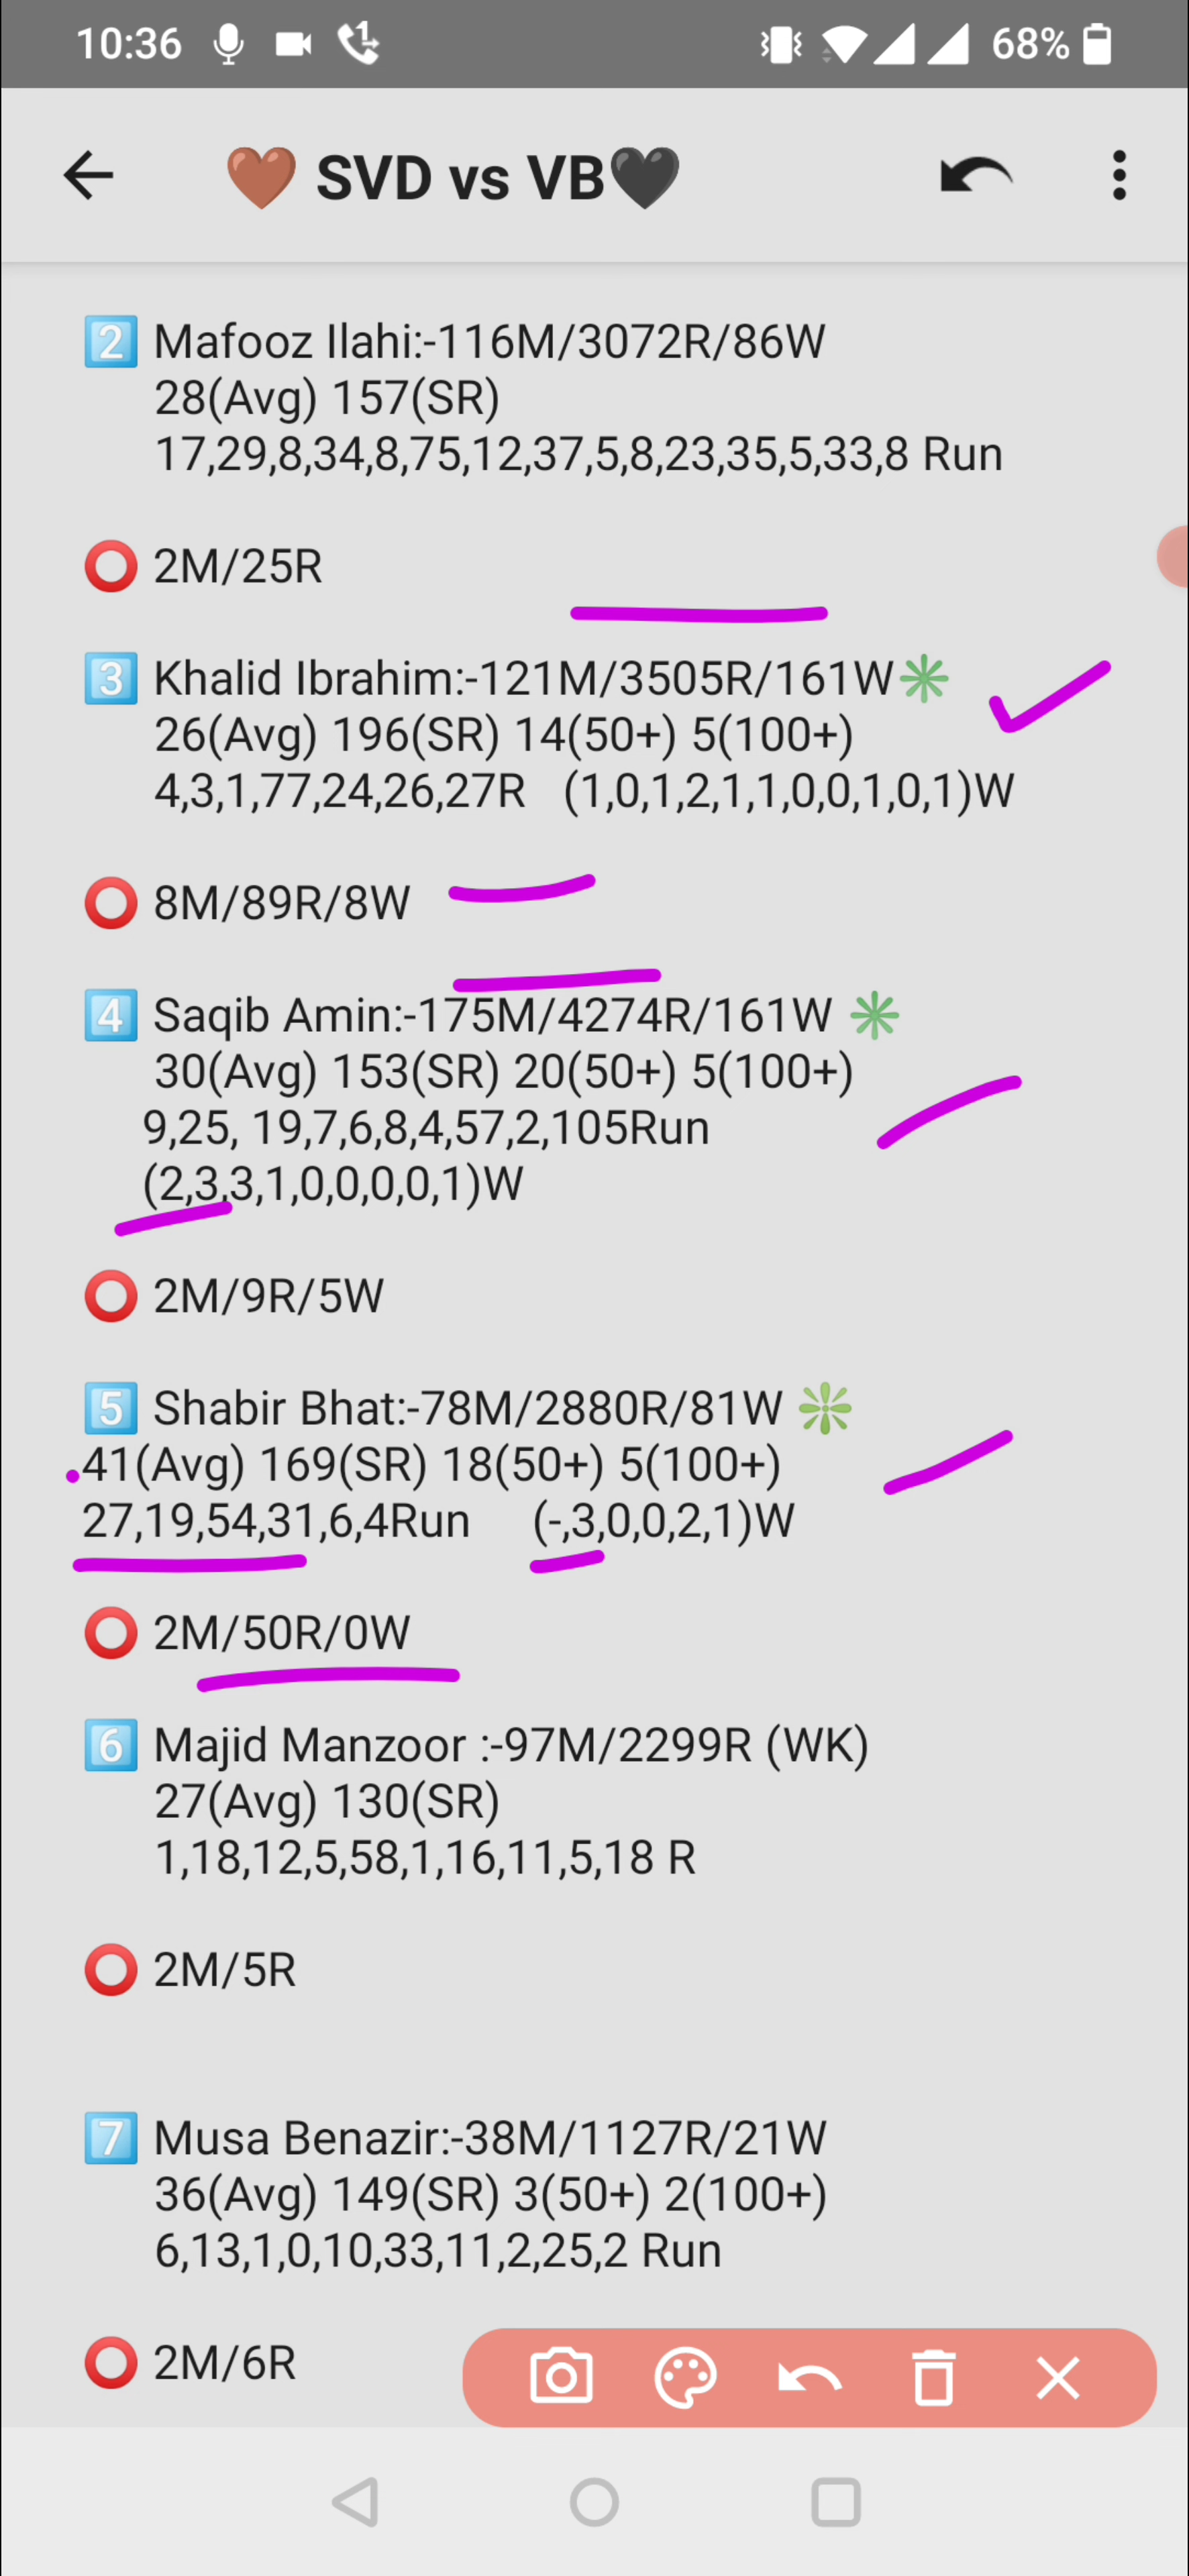 10:36 68%
🤎 SVD vs VB🖤
2️⃣ Mafooz Ilahi:-116M/3072R/86W
28(Avg) 157(SR)
17,29,8,34,8,75,12,37,5,8,23,35,5,33,8 Run
⭕ 2M/25R
3️⃣ Khalid Ibrahim:-121M/3505R/161W✳
26(Avg) 196(SR) 14(50+) 5(100+)
4,3,1,77,24,26,27R (1,0,1,2,1,1,0,0,1,0,1)W
⭕ 8M/89R/8W
4️⃣ Saqib Amin:-175M/4274R/161W ✳
30(Avg) 153(SR) 20(50+) 5(100+)
9,25, 19,7,6,8,4,57,2,105Run
(2,3,3,1,0,0,0,0,1)W
⭕ 2M/9R/5W
5️⃣ Shabir Bhat:-78M/2880R/81W ❇
41(Avg) 169(SR) 18(50+) 5(100+)
27,19,54,31,6,4Run (-,3,0,0,2,1)W
⭕ 2M/50R/0W
6️⃣ Majid Manzoor :-97M/2299R (WK)
27(Avg) 130(SR)
1,18,12,5,58,1,16,11,5,18 R
⭕ 2M/5R
7️⃣ Musa Benazir:-38M/1127R/21W
36(Avg) 149(SR) 3(50+) 2(100+)
6,13,1,0,10,33,11,2,25,2 Run
⭕ 2M/6R